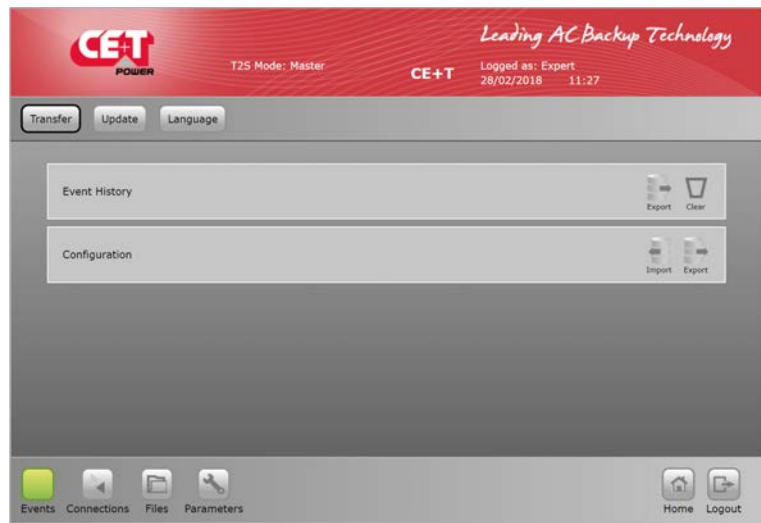 CE+T
POWER
Leading AC Backup Technology
T2S Mode: Master
CE+T
Logged as: Expert
28/02/2018 11:27
Transfer Update Language
Event History
Export Clear
Configuration
Import Export
Events Connections Files Parameters
Home Logout